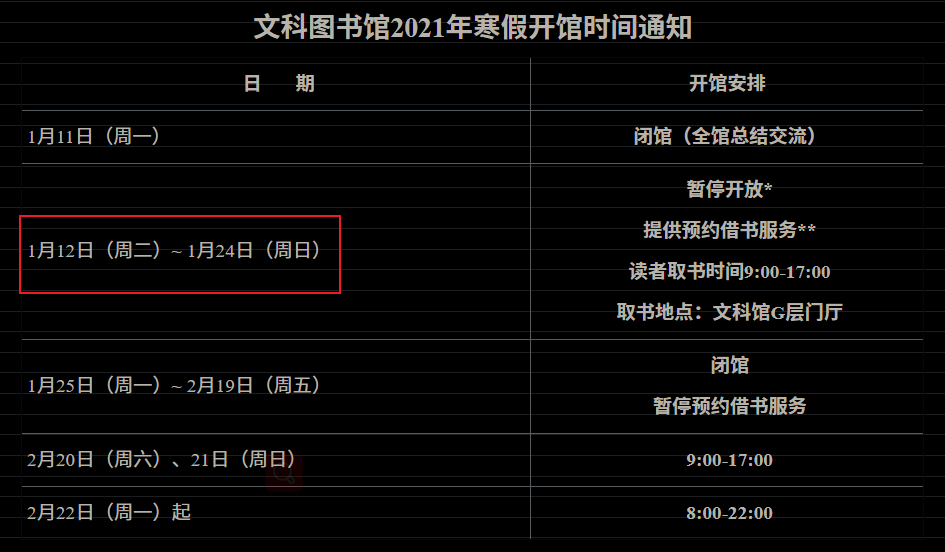 文科图书馆2021年寒假开馆时间通知
日 期
开馆安排
1月11日（周一）
闭馆（全馆总结交流）
1月12日（周二）~ 1月24日（周日）
暂停开放*
提供预约借书服务**
读者取书时间9:00-17:00
取书地点：文科馆G层门厅
1月25日（周一）~ 2月19日（周五）
闭馆
暂停预约借书服务
2月20日（周六）、21日（周日）
9:00-17:00
2月22日（周一）起
8:00-22:00